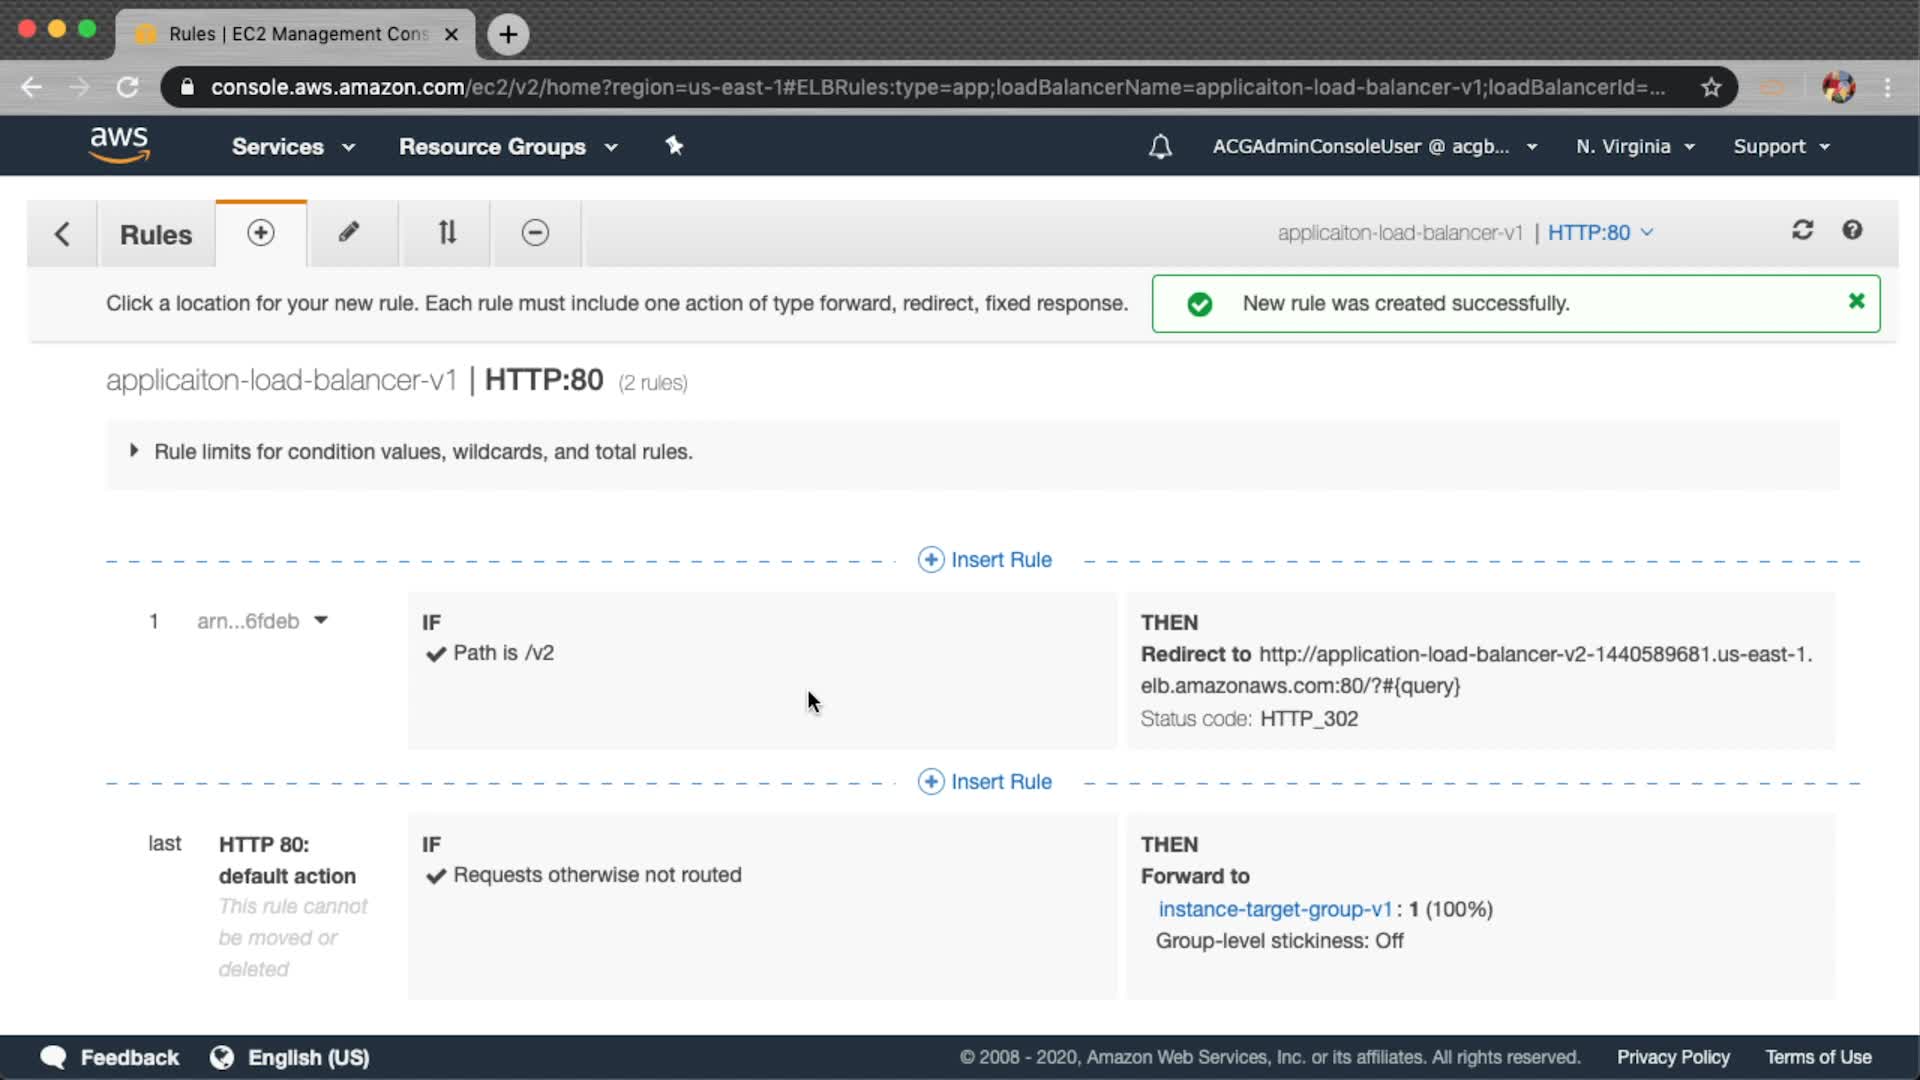 Rules | EC2 Management Cons
console.aws.amazon.com/ec2/v2/home?region=us-east-1#ELBRules:type=app;loadBalancerName=applicaiton-load-balancer-v1;loadBalancerId=...
aws Services Resource Groups ACGAdminConsoleUser @ acgb... N. Virginia Support
Rules applicaiton-load-balancer-v1 | HTTP:80
Click a location for your new rule. Each rule must include one action of type forward, redirect, fixed response. New rule was created successfully.
applicaiton-load-balancer-v1 | HTTP:80 (2 rules)
Rule limits for condition values, wildcards, and total rules.
Insert Rule
1 arn...6fdeb IF THEN
Path is /v2 Redirect to http://application-load-balancer-v2-1440589681.us-east-1.
elb.amazonaws.com:80/?#{query}
Status code: HTTP_302
Insert Rule
last HTTP 80: IF THEN
default action Requests otherwise not routed Forward to
This rule cannot instance-target-group-v1 : 1 (100%)
be moved or Group-level stickiness: Off
deleted
Feedback English (US) © 2008 - 2020, Amazon Web Services, Inc. or its affiliates. All rights reserved. Privacy Policy Terms of Use